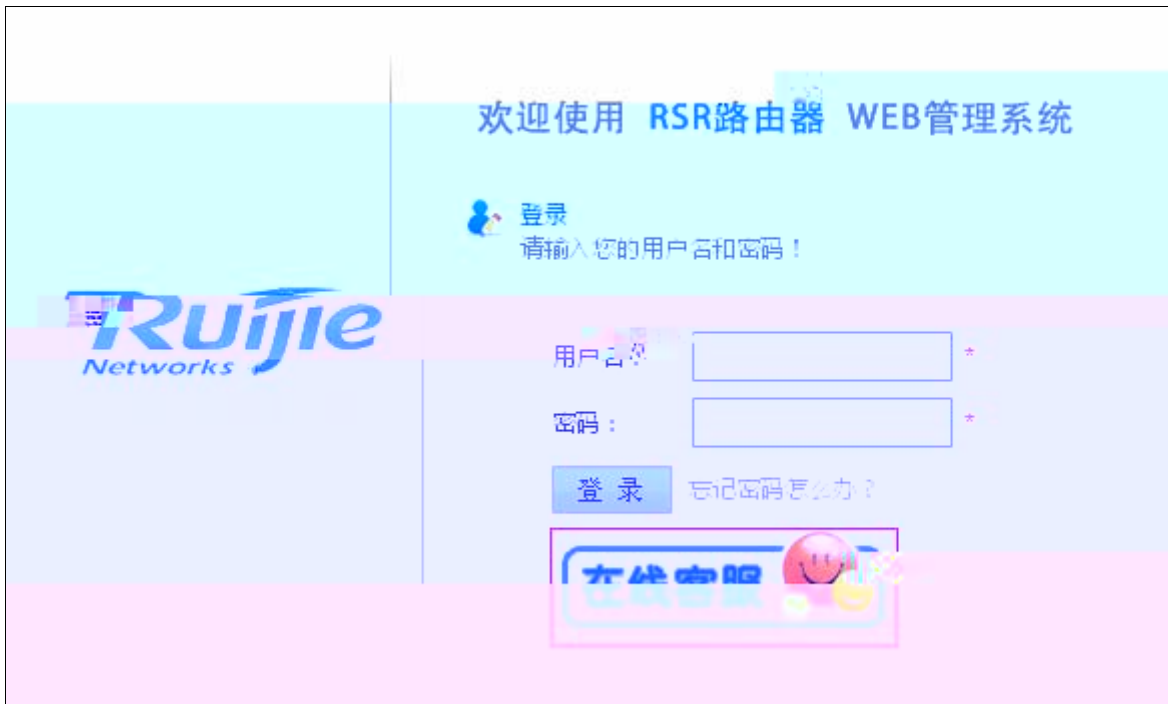 欢迎使用 RSR路由器 WEB管理系统
登录
请输入您的用户名和密码！
Ruijie
Networks
用户名：
*
密码：
*
登 录 忘记密码怎么办？
在线客服